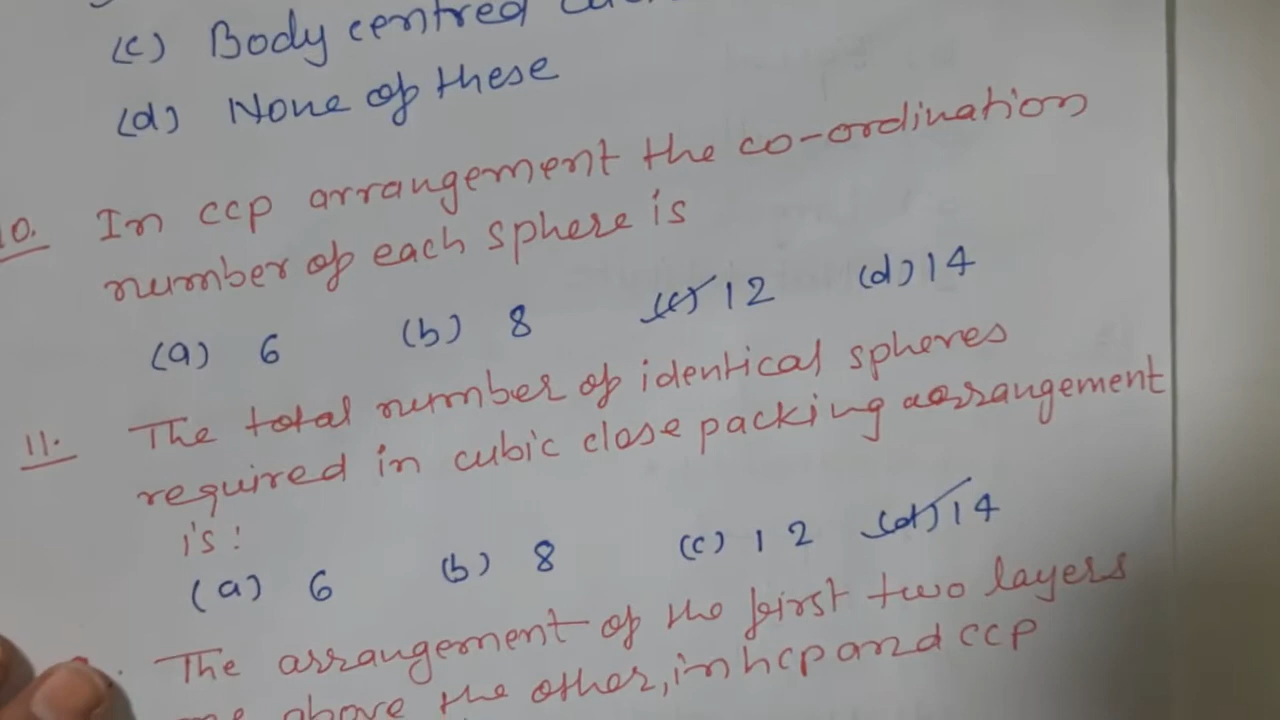 (c) Body centred
(d) None of these
10. In ccp arrangement the co-ordination
number of each sphere is
(a) 6 (b) 8 (c) 12 (d) 14
11. The total number of identical spheres
required in cubic close packing arrangement
is:
(a) 6 (b) 8 (c) 12 (d) 14
The arrangement of the first two layers
above the other, in hcp and ccp